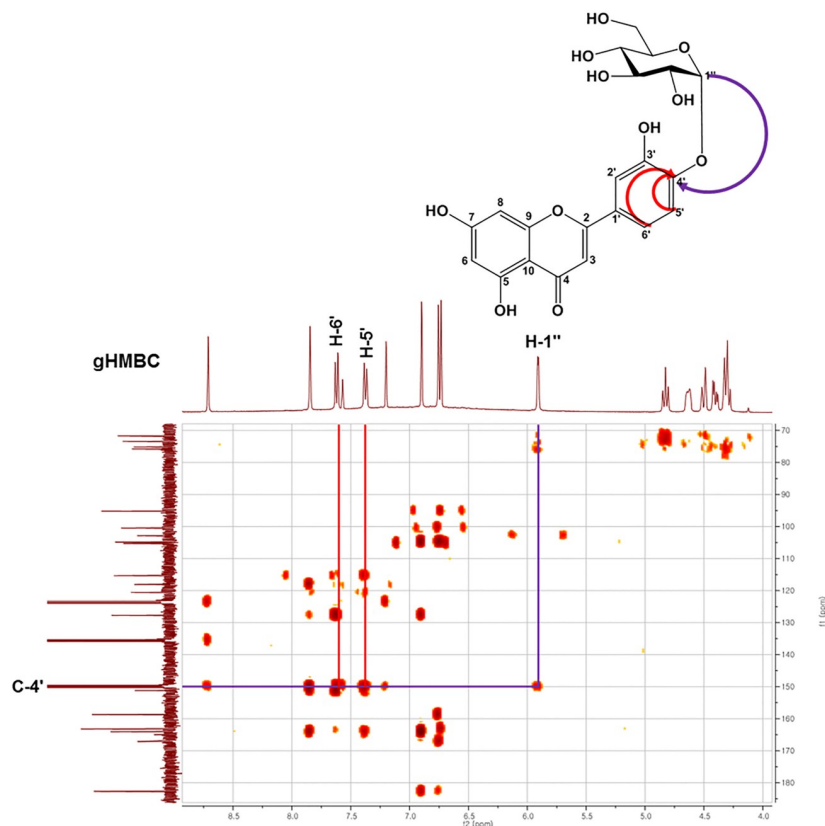 HO
HO
HO
O
1"
OH
OH
3'
O
2'
4'
5'
6'
1'
HO
7
8
9
O
2
6
5
10
4
3
OH
O
gHMBC
H-6'
H-5'
H-1"
C-4'
70
80
90
100
110
120
130
140
150
160
170
180
f1 (ppm)
8.5 8.0 7.5 7.0 6.5 6.0 5.5 5.0 4.5 4.0
f2 (ppm)